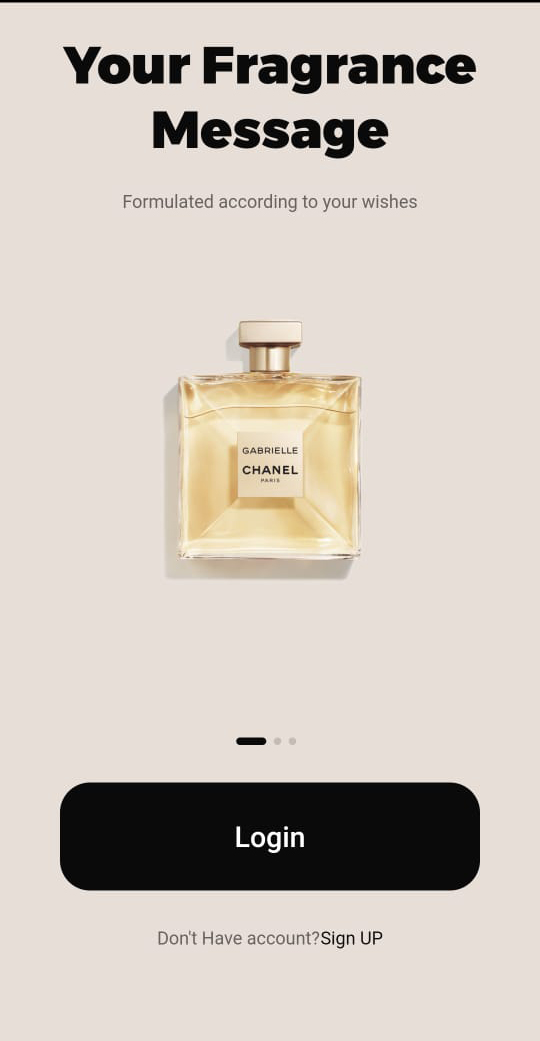 Your Fragrance
Message
Formulated according to your wishes
GABRIELLE
CHANEL
PARIS
Login
Don't Have account?Sign UP